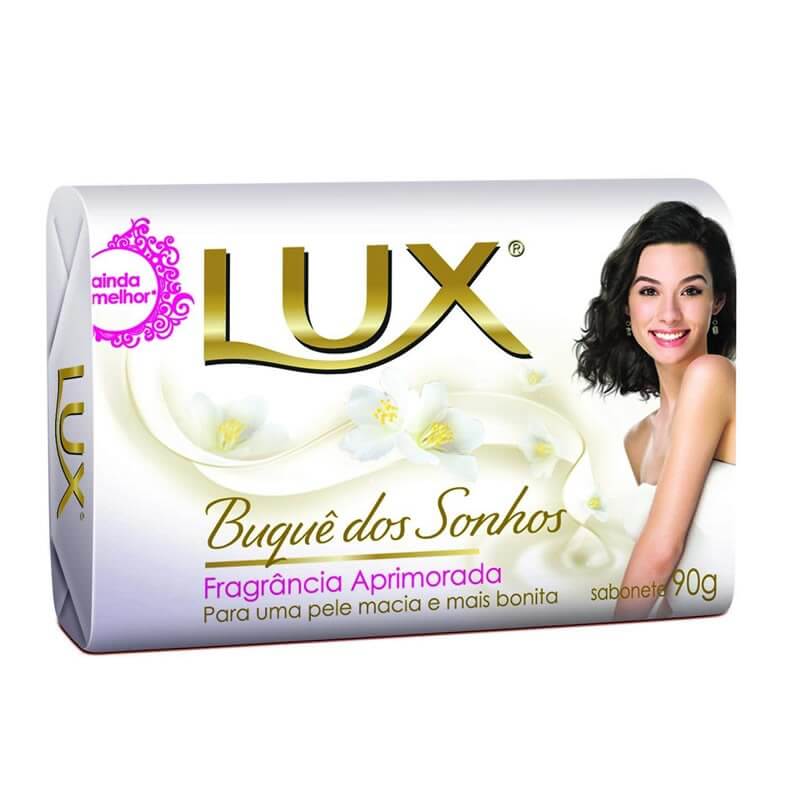 ainda
melhor*
LUX®
LUX
Buquê dos Sonhos
Fragrância Aprimorada
Para uma pele macia e mais bonita
sabonete 90g